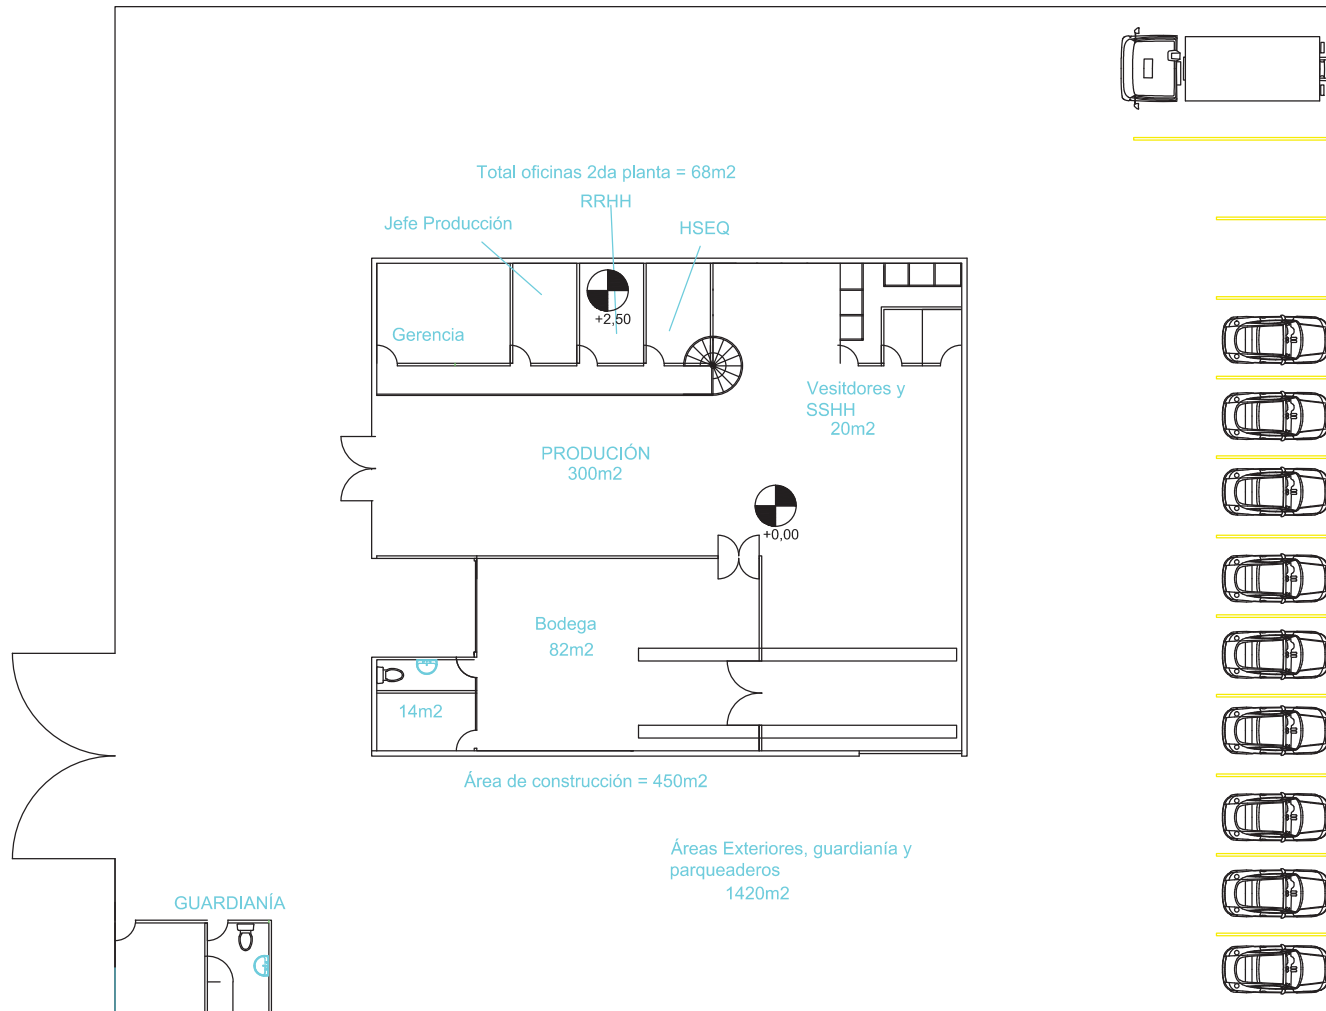 Total oficinas 2da planta = 68m2
RRHH
Jefe Producción
HSEQ
+2,50
Gerencia
Vesitdores y
SSHH
20m2
PRODUCIÓN
300m2
+0,00
Bodega
82m2
14m2
Área de construcción = 450m2
Áreas Exteriores, guardianía y
parqueaderos
1420m2
GUARDIANÍA